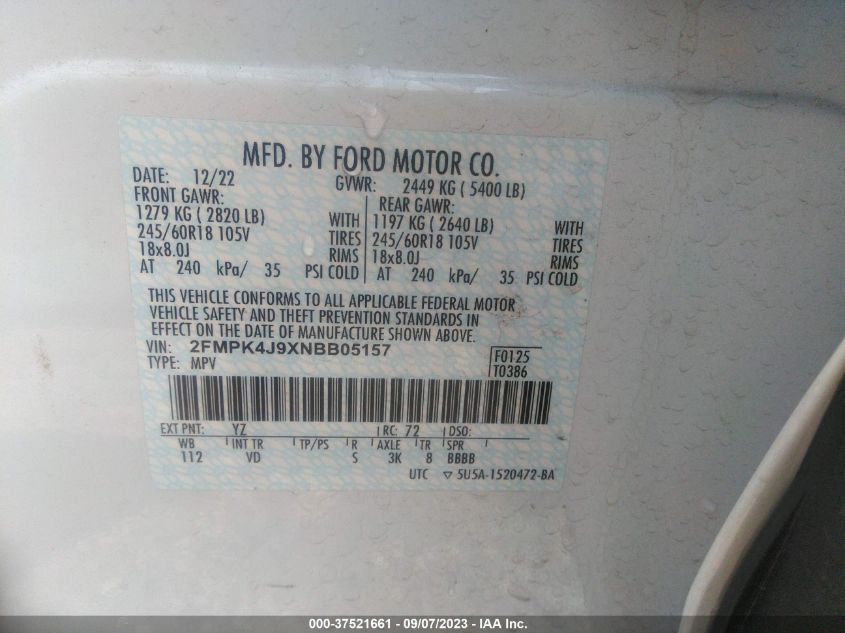 MFD. BY FORD MOTOR CO.
DATE: 12/22 GVWR: 2449 KG ( 5400 LB)
FRONT GAWR: REAR GAWR:
1279 KG ( 2820 LB) WITH 1197 KG ( 2640 LB) WITH
245/60R18 105V TIRES 245/60R18 105V TIRES
18x8.0J RIMS 18x8.0J RIMS
AT 240 kPa/ 35 PSI COLD AT 240 kPa/ 35 PSI COLD
THIS VEHICLE CONFORMS TO ALL APPLICABLE FEDERAL MOTOR
VEHICLE SAFETY AND THEFT PREVENTION STANDARDS IN
EFFECT ON THE DATE OF MANUFACTURE SHOWN ABOVE.
VIN: 2FMPK4J9XNBB05157 F0125
TYPE: MPV T0386
EXT PNT: YZ RC: 72 DSO:
WB INT TR TP/PS R AXLE TR SPR
112 VD S 3K 8 BBBB
UTC ▽ 5U5A-1520472-BA
000-37521661 - 09/07/2023 - IAA Inc.